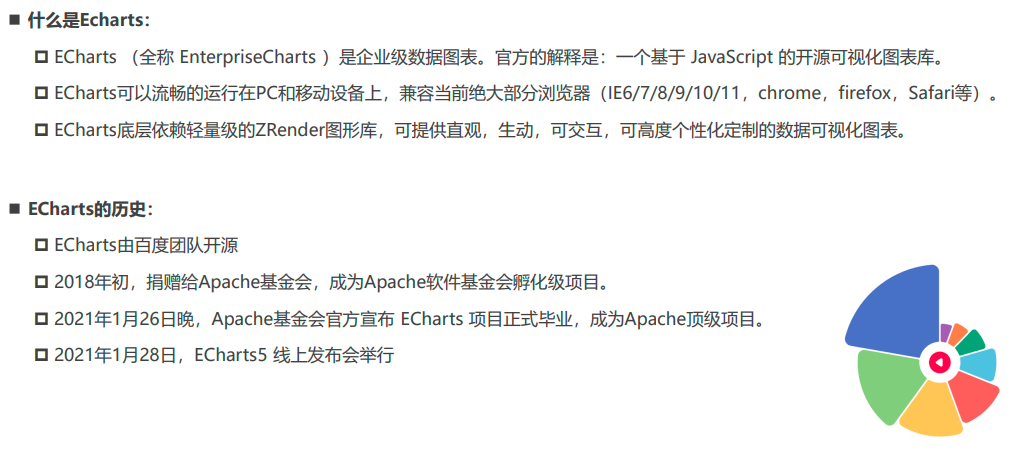 什么是Echarts：
ECharts （全称 EnterpriseCharts ）是企业级数据图表。官方的解释是：一个基于 JavaScript 的开源可视化图表库。
ECharts可以流畅的运行在PC和移动设备上，兼容当前绝大部分浏览器（IE6/7/8/9/10/11，chrome，firefox，Safari等）。
ECharts底层依赖轻量级的ZRender图形库，可提供直观，生动，可交互，可高度个性化定制的数据可视化图表。
ECharts的历史：
ECharts由百度团队开源
2018年初，捐赠给Apache基金会，成为Apache软件基金会孵化级项目。
2021年1月26日晚，Apache基金会官方宣布 ECharts 项目正式毕业，成为Apache顶级项目。
2021年1月28日，ECharts5 线上发布会举行